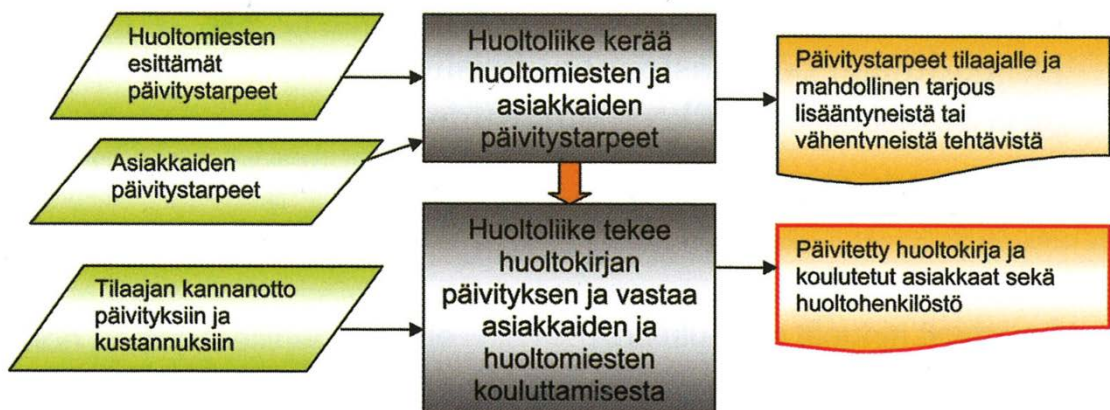 Huoltomiesten
esittämät
päivitystarpeet
Asiakkaiden
päivitystarpeet
Huoltoliike kerää
huoltomiesten ja
asiakkaiden
päivitystarpeet
Päivitystarpeet tilaajalle ja
mahdollinen tarjous
lisääntyneistä tai
vähentyneistä tehtävistä
Tilaajan kannanotto
päivityksiin ja
kustannuksiin
Huoltoliike tekee
huoltokirjan
päivityksen ja vastaa
asiakkaiden ja
huoltomiesten
kouluttamisesta
Päivitetty huoltokirja ja
koulutetut asiakkaat sekä
huoltohenkilöstö